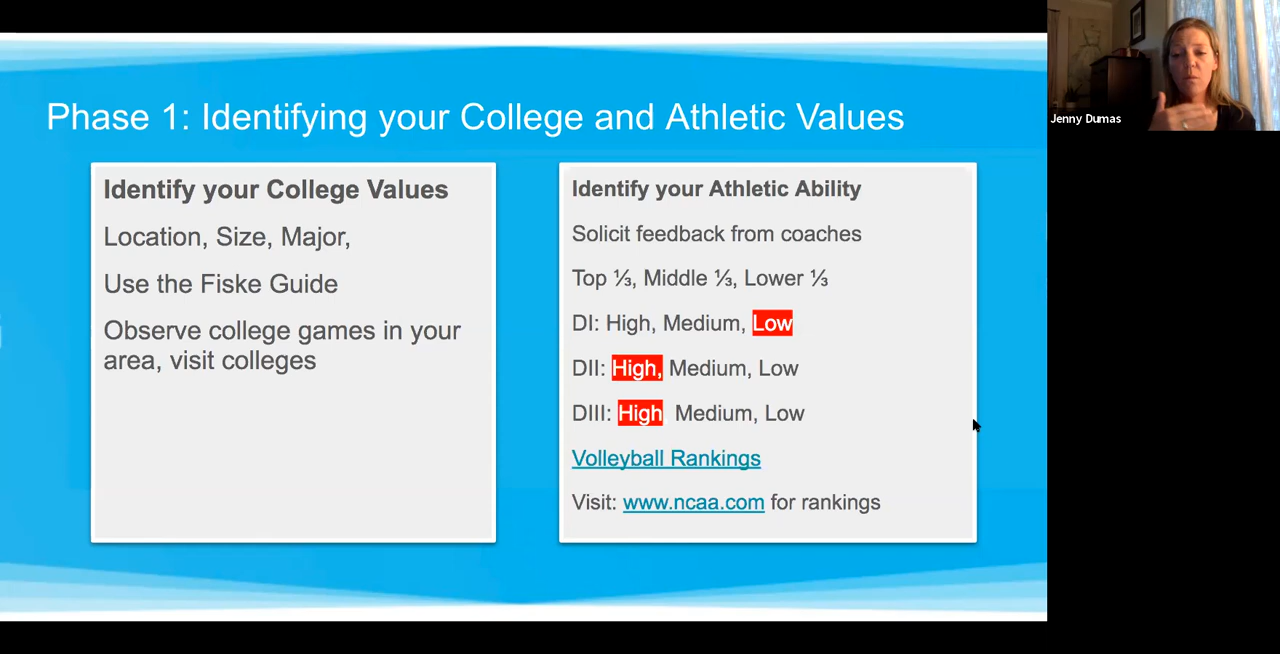 Phase 1: Identifying your College and Athletic Values
Identify your College Values
Location, Size, Major,
Use the Fiske Guide
Observe college games in your
area, visit colleges
Identify your Athletic Ability
Solicit feedback from coaches
Top ⅓, Middle ⅓, Lower ⅓
DI: High, Medium, Low
DII: High, Medium, Low
DIII: High Medium, Low
Volleyball Rankings
Visit: www.ncaa.com for rankings
Jenny Dumas